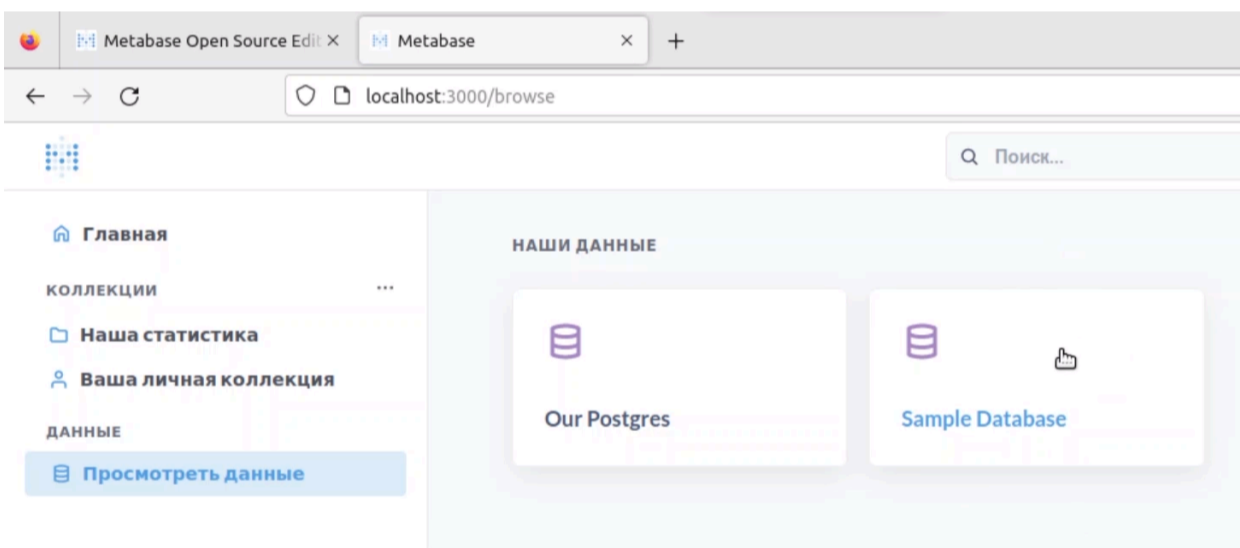 Metabase Open Source Edit
Metabase
localhost:3000/browse
Поиск...
Главная
НАШИ ДАННЫЕ
КОЛЛЕКЦИИ
Наша статистика
Ваша личная коллекция
Our Postgres
Sample Database
ДАННЫЕ
Просмотреть данные